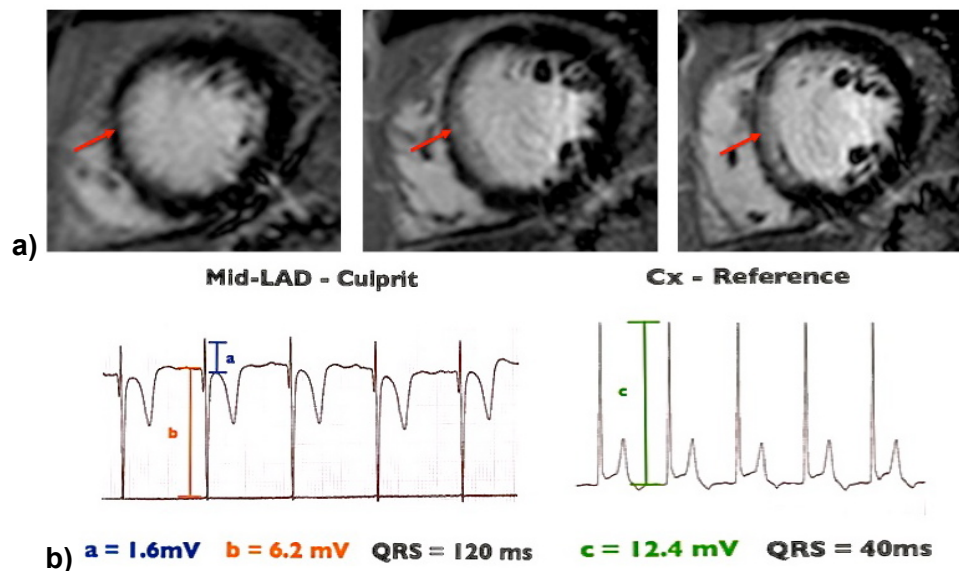 a)
Mid-LAD - Culprit Cx - Reference
a
b
c
b) a = 1.6mV b = 6.2 mV QRS = 120 ms c = 12.4 mV QRS = 40ms